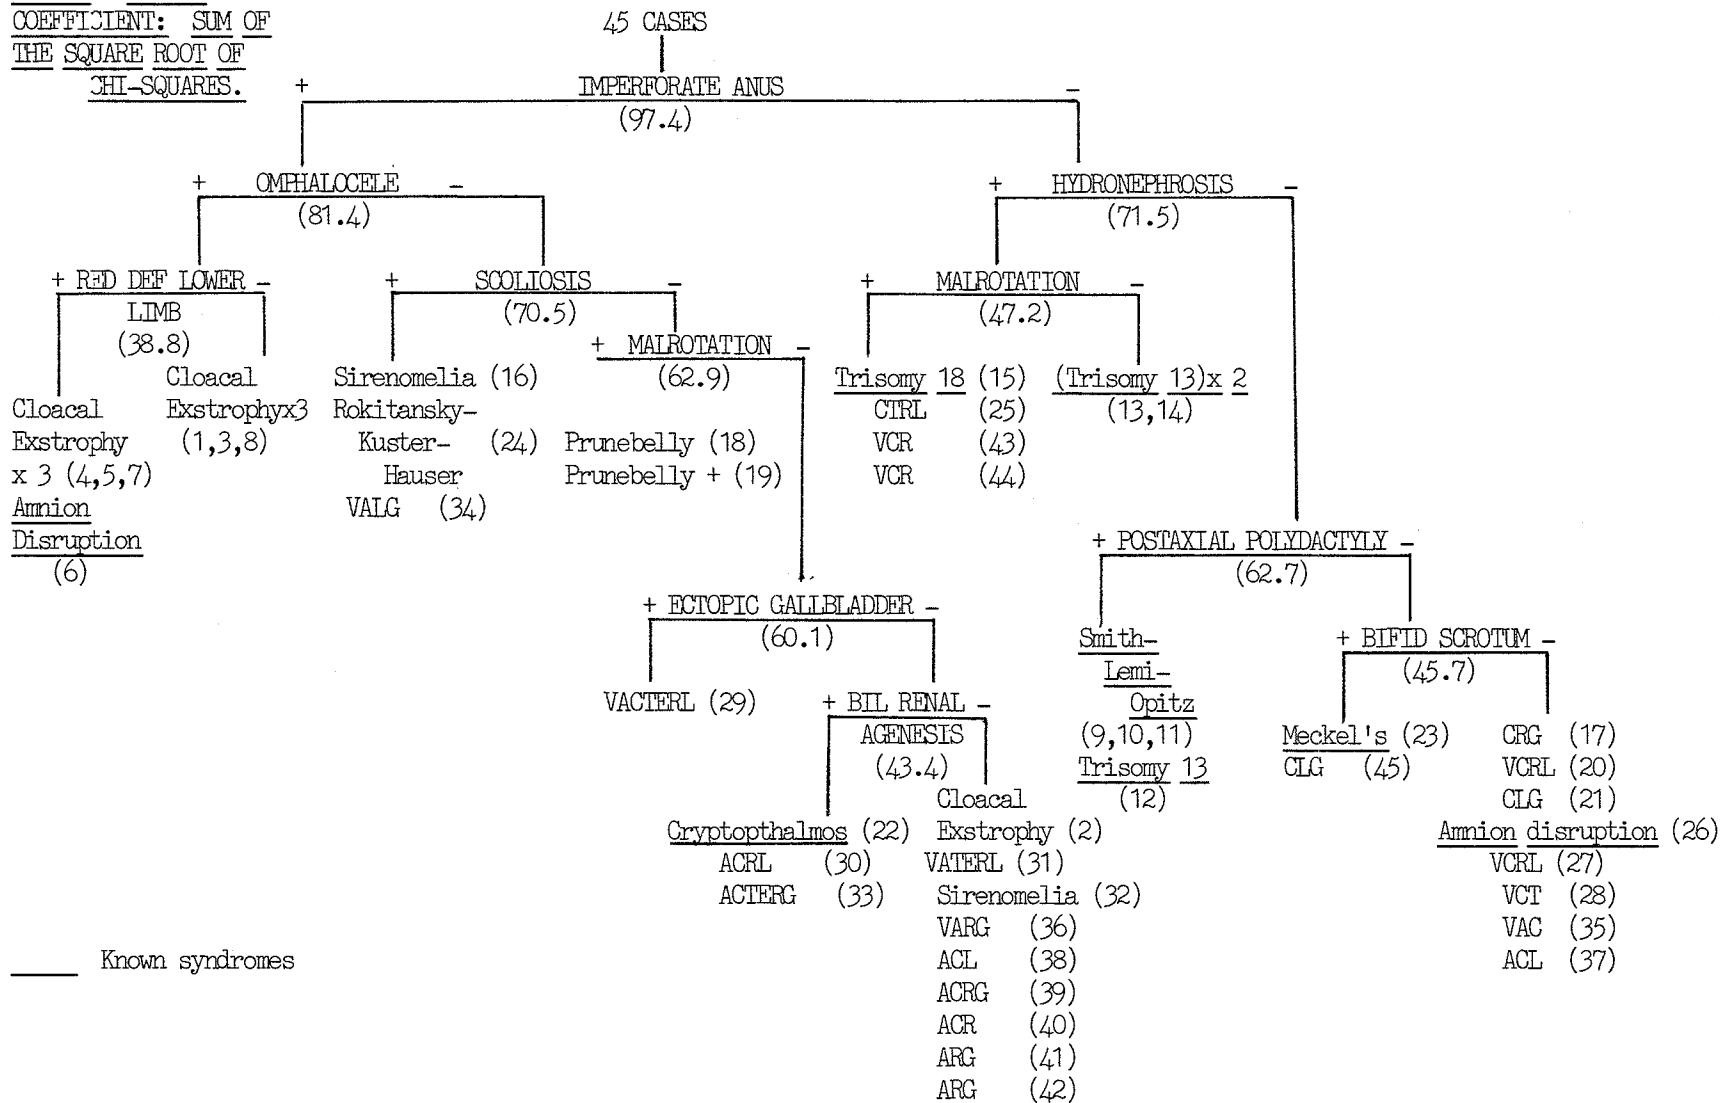 COEFFICIENT: SUM OF
THE SQUARE ROOT OF
CHI-SQUARES.
45 CASES
+ IMPERFORATE ANUS -
(97.4)
+ OMPHALOCELE -
(81.4)
+ HYDRONEPHROSIS -
(71.5)
+ RED DEF LOWER -
LIMB
(38.8)
+ SCOLIOSIS -
(70.5)
+ MALROTATION -
(62.9)
+ MALROTATION -
(47.2)
Cloacal
Exstrophy
x 3 (4,5,7)
Amnion
Disruption
(6)
Cloacal
Exstrophyx3
(1,3,8)
Sirenomelia (16)
Rokitansky-
Kuster- (24)
Hauser
VALG (34)
Prunebelly (18)
Prunebelly + (19)
Trisomy 18 (15)
CTRL (25)
VCR (43)
VCR (44)
(Trisomy 13)x 2
(13,14)
+ POSTAXIAL POLYDACTYLY -
(62.7)
+ ECTOPIC GALLBLADDER -
(60.1)
Smith-
Lemi-
Opitz
(9,10,11)
Trisomy 13
(12)
+ BIFID SCROTUM -
(45.7)
VACTERL (29)
+ BIL RENAL -
AGENESIS
(43.4)
Meckel's (23)
CLG (45)
CRG (17)
VCRL (20)
CLG (21)
Amnion disruption (26)
VCRL (27)
VCT (28)
VAC (35)
ACL (37)
Cryptopthalmos (22)
ACRL (30)
ACTERG (33)
Cloacal
Exstrophy (2)
VATERL (31)
Sirenomelia (32)
VARG (36)
ACL (38)
ACRG (39)
ACR (40)
ARG (41)
ARG (42)
Known syndromes